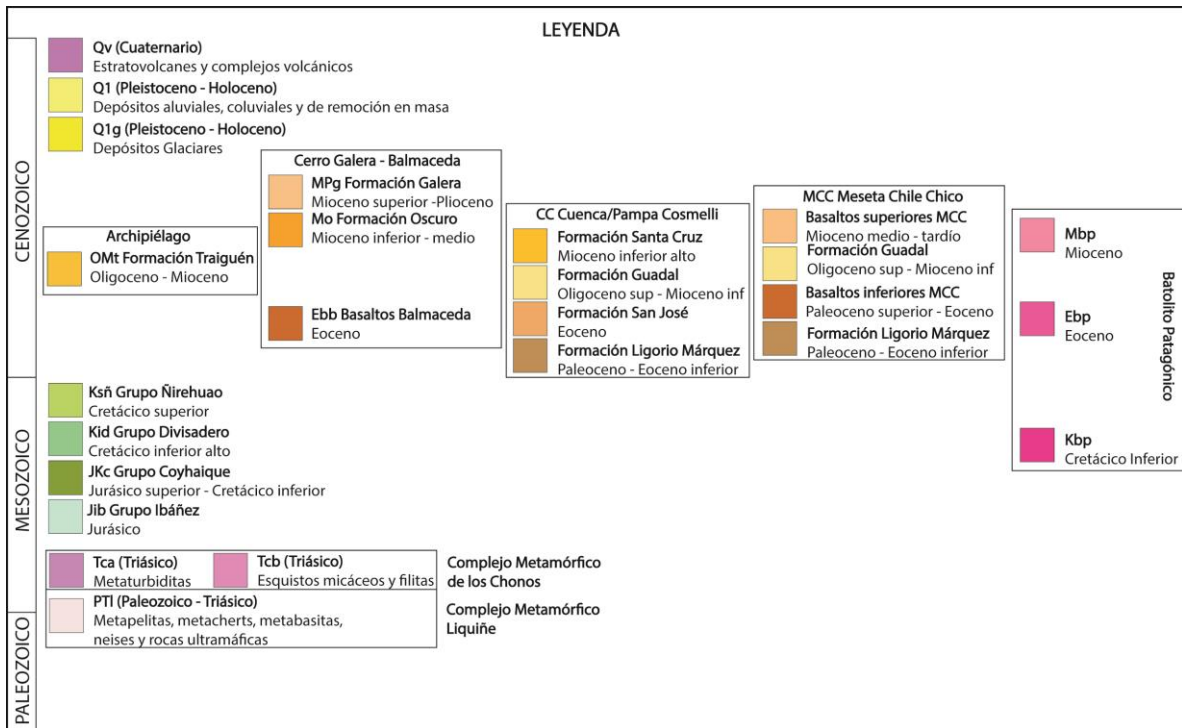 LEYENDA
CENOZOICO
Qv (Cuaternario)
Estratovolcanes y complejos volcánicos
Q1 (Pleistoceno - Holoceno)
Depósitos aluviales, coluviales y de remoción en masa
Q1g (Pleistoceno - Holoceno)
Depósitos Glaciares
Archipiélago
OMt Formación Traiguén
Oligoceno - Mioceno
Cerro Galera - Balmaceda
MPg Formación Galera
Mioceno superior -Plioceno
Mo Formación Oscuro
Mioceno inferior - medio
Ebb Basaltos Balmaceda
Eoceno
CC Cuenca/Pampa Cosmelli
Formación Santa Cruz
Mioceno inferior alto
Formación Guadal
Oligoceno sup - Mioceno inf
Formación San José
Eoceno
Formación Ligorio Márquez
Paleoceno - Eoceno inferior
MCC Meseta Chile Chico
Basaltos superiores MCC
Mioceno medio - tardío
Formación Guadal
Oligoceno sup - Mioceno inf
Basaltos inferiores MCC
Paleoceno superior - Eoceno
Formación Ligorio Márquez
Paleoceno - Eoceno inferior
Mbp
Mioceno
Ebp
Eoceno
Kbp
Cretácico Inferior
Batolito Patagónico
MESOZOICO
Ksñ Grupo Ñirehuao
Cretácico superior
Kid Grupo Divisadero
Cretácico inferior alto
JKc Grupo Coyhaique
Jurásico superior - Cretácico inferior
Jib Grupo Ibáñez
Jurásico
Tca (Triásico)
Metaturbiditas
Tcb (Triásico)
Esquistos micáceos y filitas
Complejo Metamórfico
de los Chonos
PALEOZOICO
PTl (Paleozoico - Triásico)
Metapelitas, metacherts, metabasitas,
neises y rocas ultramáficas
Complejo Metamórfico
Liquiñe